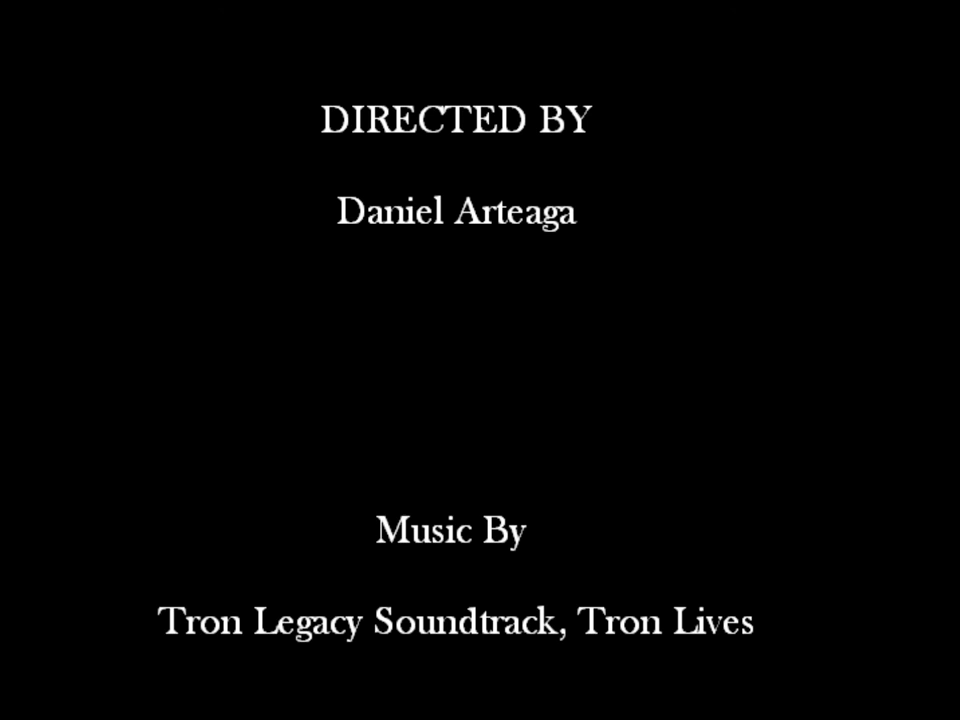 DIRECTED BY
Daniel Arteaga
Music By
Tron Legacy Soundtrack, Tron Lives